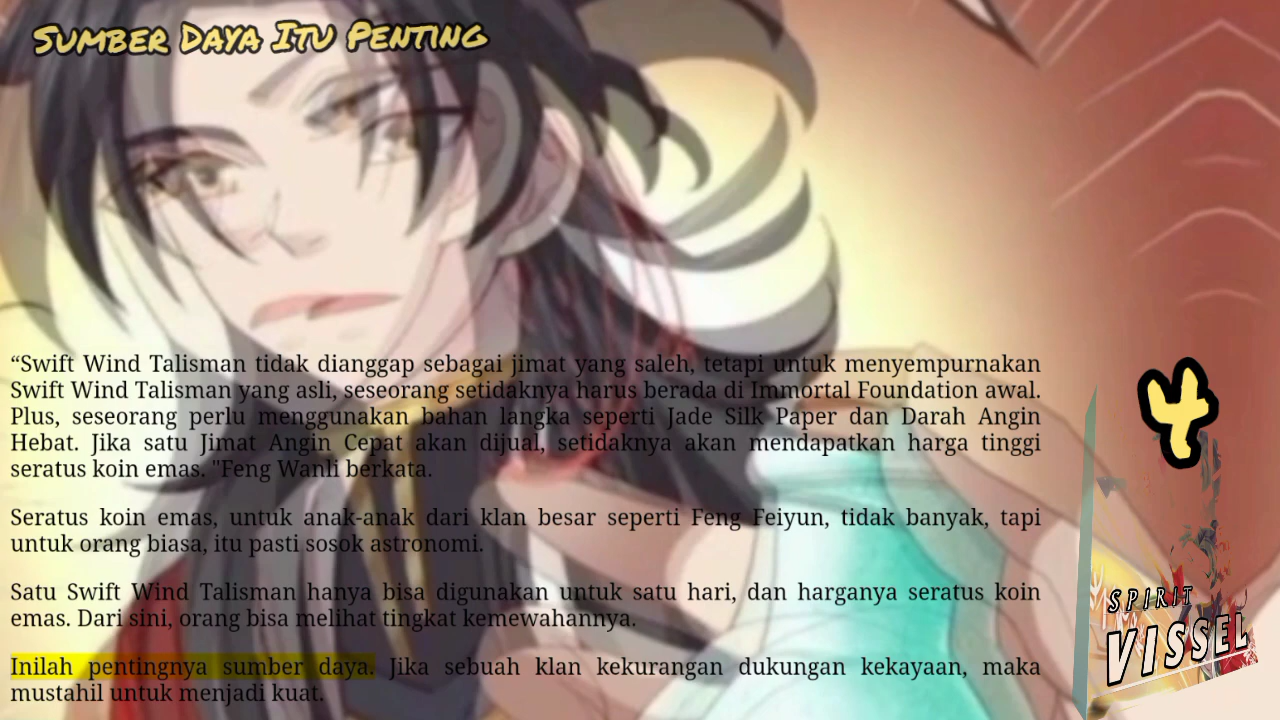 Sumber Daya Itu Penting
“Swift Wind Talisman tidak dianggap sebagai jimat yang saleh, tetapi untuk menyempurnakan
Swift Wind Talisman yang asli, seseorang setidaknya harus berada di Immortal Foundation awal.
Plus, seseorang perlu menggunakan bahan langka seperti Jade Silk Paper dan Darah Angin
Hebat. Jika satu Jimat Angin Cepat akan dijual, setidaknya akan mendapatkan harga tinggi
seratus koin emas. "Feng Wanli berkata.
Seratus koin emas, untuk anak-anak dari klan besar seperti Feng Feiyun, tidak banyak, tapi
untuk orang biasa, itu pasti sosok astronomi.
Satu Swift Wind Talisman hanya bisa digunakan untuk satu hari, dan harganya seratus koin
emas. Dari sini, orang bisa melihat tingkat kemewahannya.
Inilah pentingnya sumber daya. Jika sebuah klan kekurangan dukungan kekayaan, maka
mustahil untuk menjadi kuat.
4
SPIRIT
VISSEL